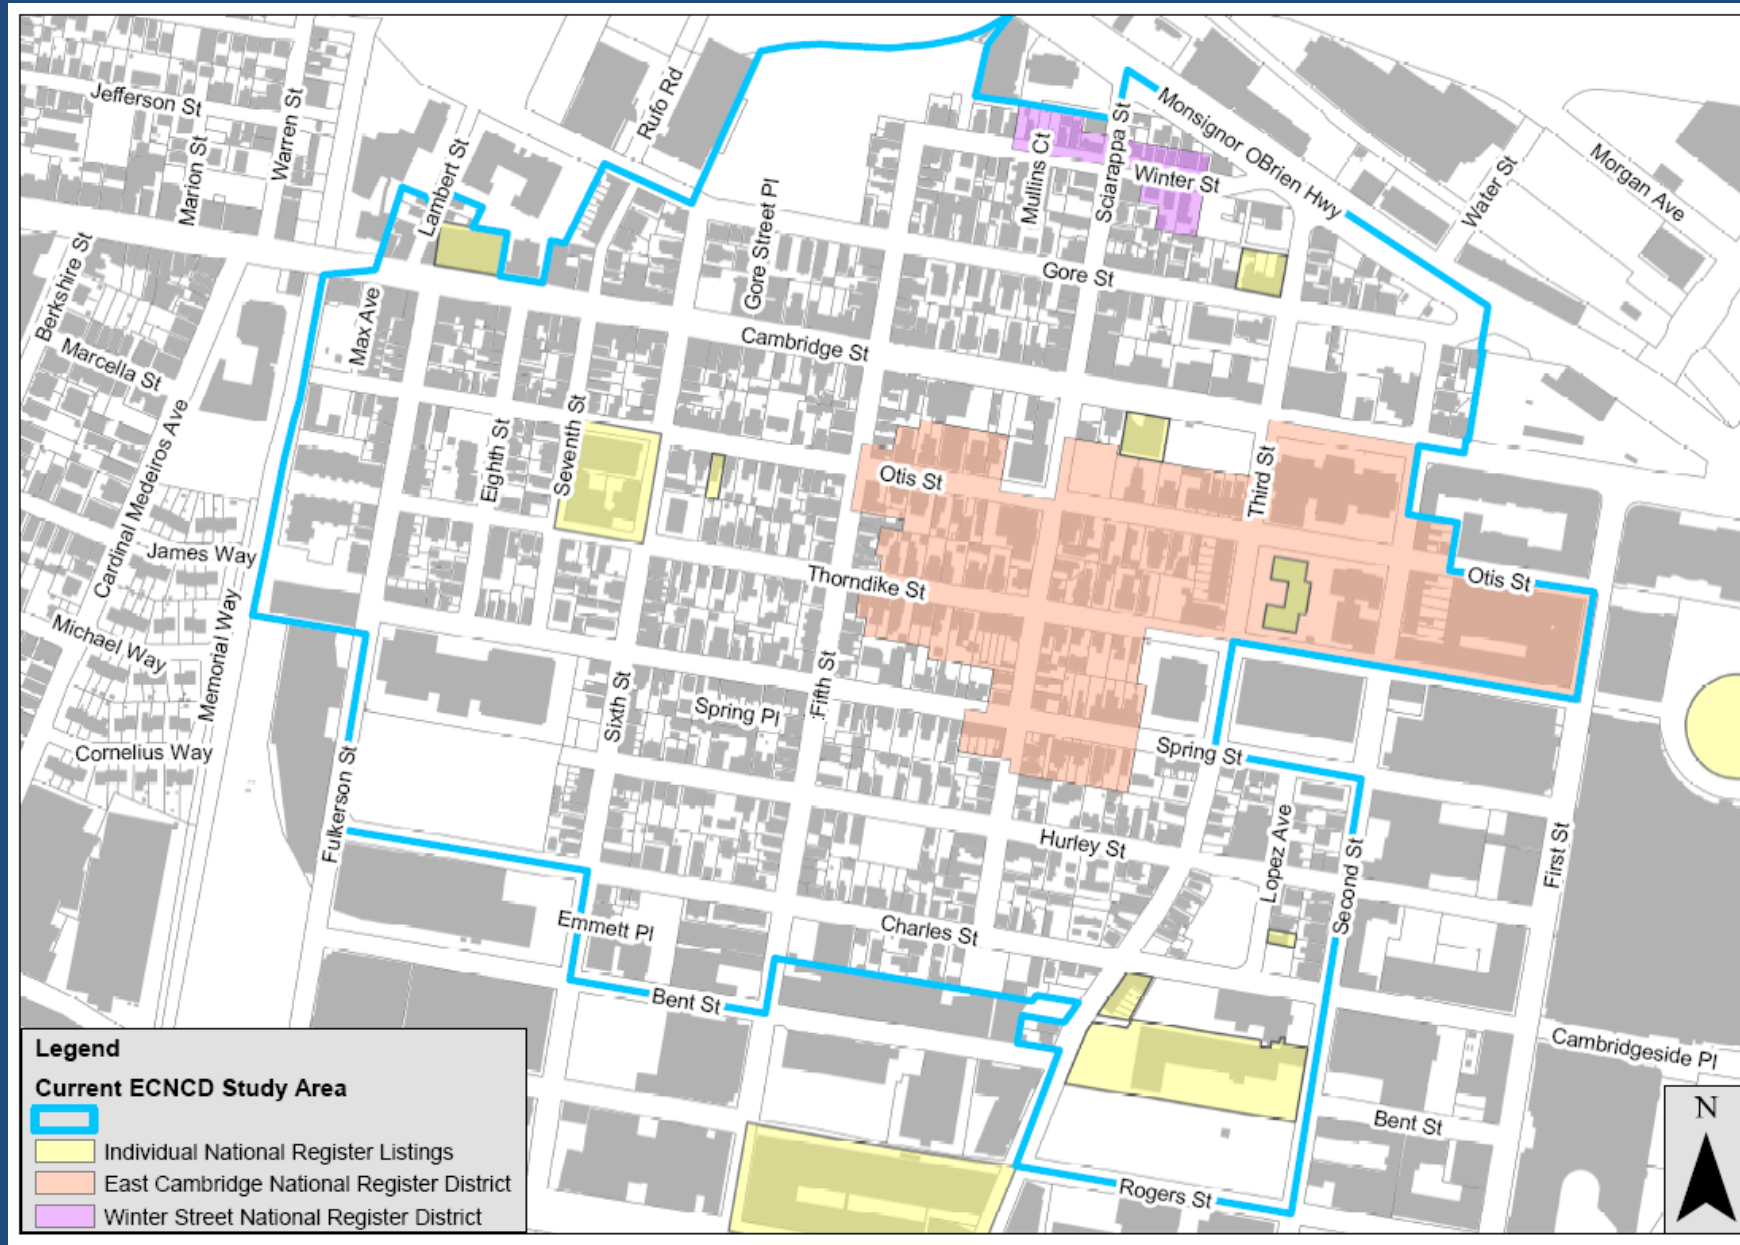 Jefferson St
Marion St
Warren St
Lambert St
Rufo Rd
Gore Street Pl
Mullins Ct
Sciarappa St
Monsignor OBrien Hwy
Winter St
Water St
Morgan Ave
Berkshire St
Marcella St
Max Ave
Cambridge St
Gore St
Cardinal Medeiros Ave
Eighth St
Seventh St
Otis St
Third St
James Way
Thorndike St
Otis St
Michael Way
Memorial Way
Cornelius Way
Sixth St
Spring Pl
Fifth St
Spring St
Fulkerson St
Hurley St
Lopez Ave
Second St
First St
Emmett Pl
Charles St
Bent St
Cambridgeside Pl
Bent St
Rogers St
Legend
Current ECNCD Study Area
Individual National Register Listings
East Cambridge National Register District
Winter Street National Register District
N